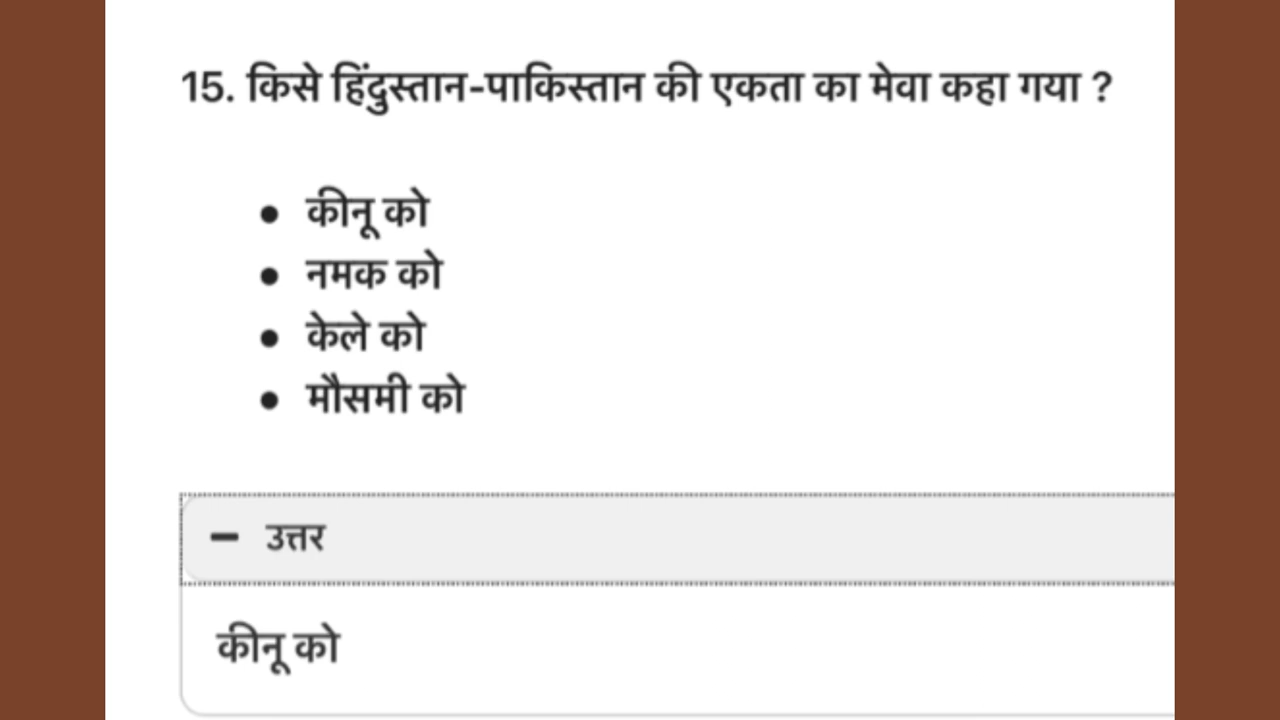 15. किसे हिंदुस्तान-पाकिस्तान की एकता का मेवा कहा गया ?
● कीनू को
● नमक को
● केले को
● मौसमी को
− उत्तर
कीनू को